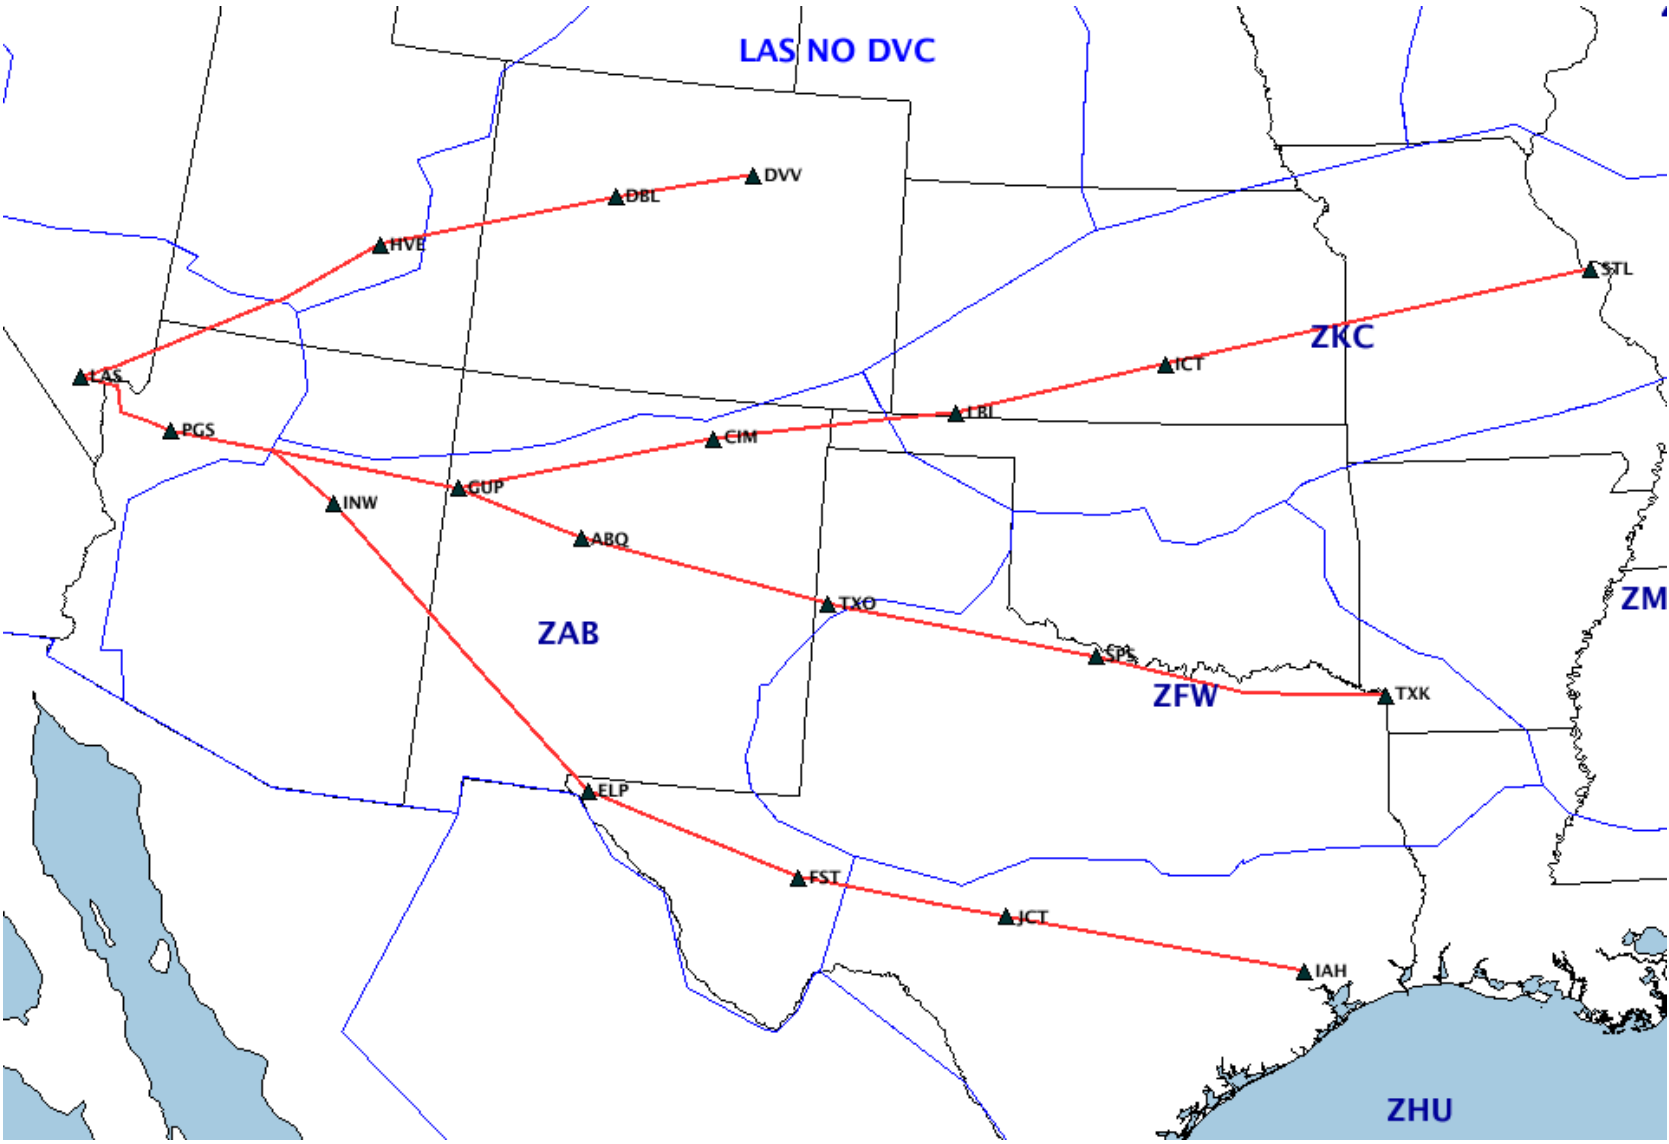 LAS NO DVC
DVV
DBL
HVE
STL
ZKC
ICT
LAS
LBL
PGS
CIM
GUP
INW
ABQ
ZM
TXO
ZAB
SPS
ZFW
TXK
ELP
FST
JCT
IAH
ZHU